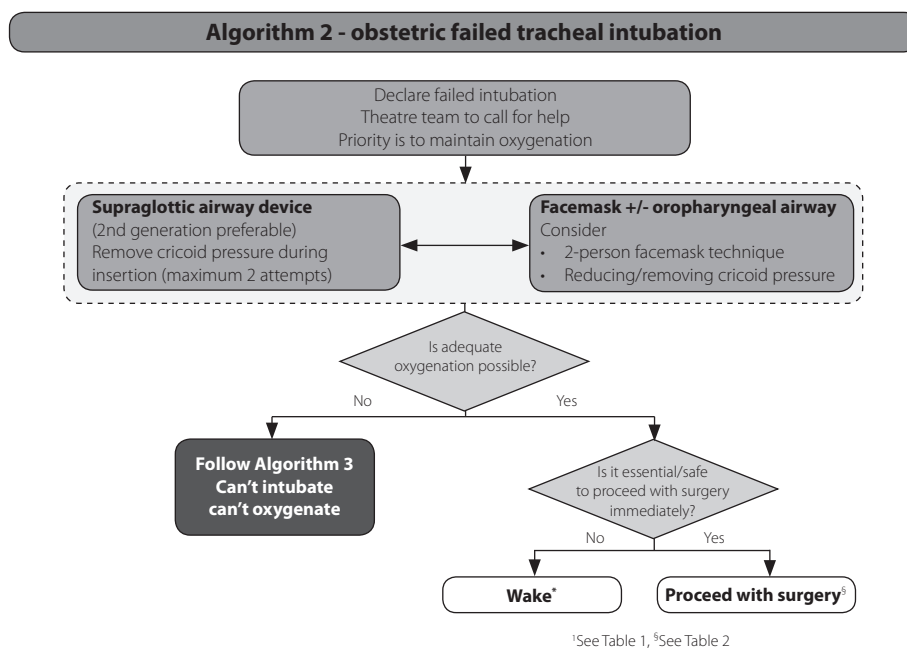 Algorithm 2 - obstetric failed tracheal intubation
Declare failed intubation
Theatre team to call for help
Priority is to maintain oxygenation
Supraglottic airway device
(2nd generation preferable)
Remove cricoid pressure during
insertion (maximum 2 attempts)
Facemask +/- oropharyngeal airway
Consider
• 2-person facemask technique
• Reducing/removing cricoid pressure
Is adequate
oxygenation possible?
No
Yes
Follow Algorithm 3
Can't intubate
can't oxygenate
Is it essential/safe
to proceed with surgery
immediately?
No
Yes
Wake*
Proceed with surgery§
¹See Table 1, §See Table 2